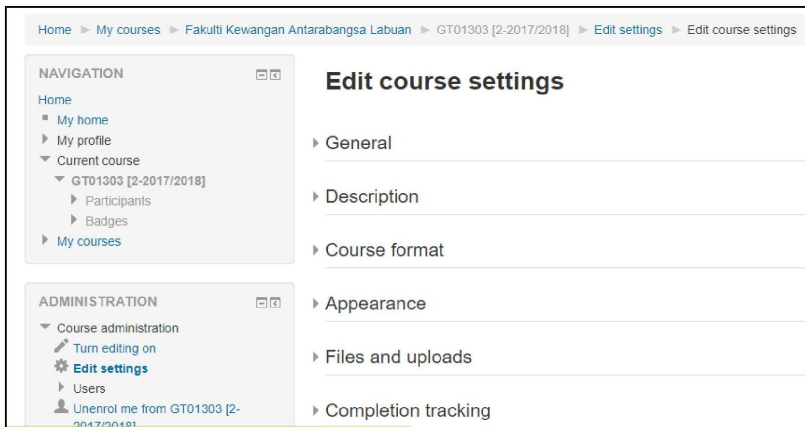 Home ► My courses ► Fakulti Kewangan Antarabangsa Labuan ► GT01303 [2-2017/2018] ► Edit settings ► Edit course settings
NAVIGATION
Home
My home
My profile
Current course
GT01303 [2-2017/2018]
Participants
Badges
My courses
ADMINISTRATION
Course administration
Turn editing on
Edit settings
Users
Unenrol me from GT01303 [2-
2017/2018]
Edit course settings
General
Description
Course format
Appearance
Files and uploads
Completion tracking